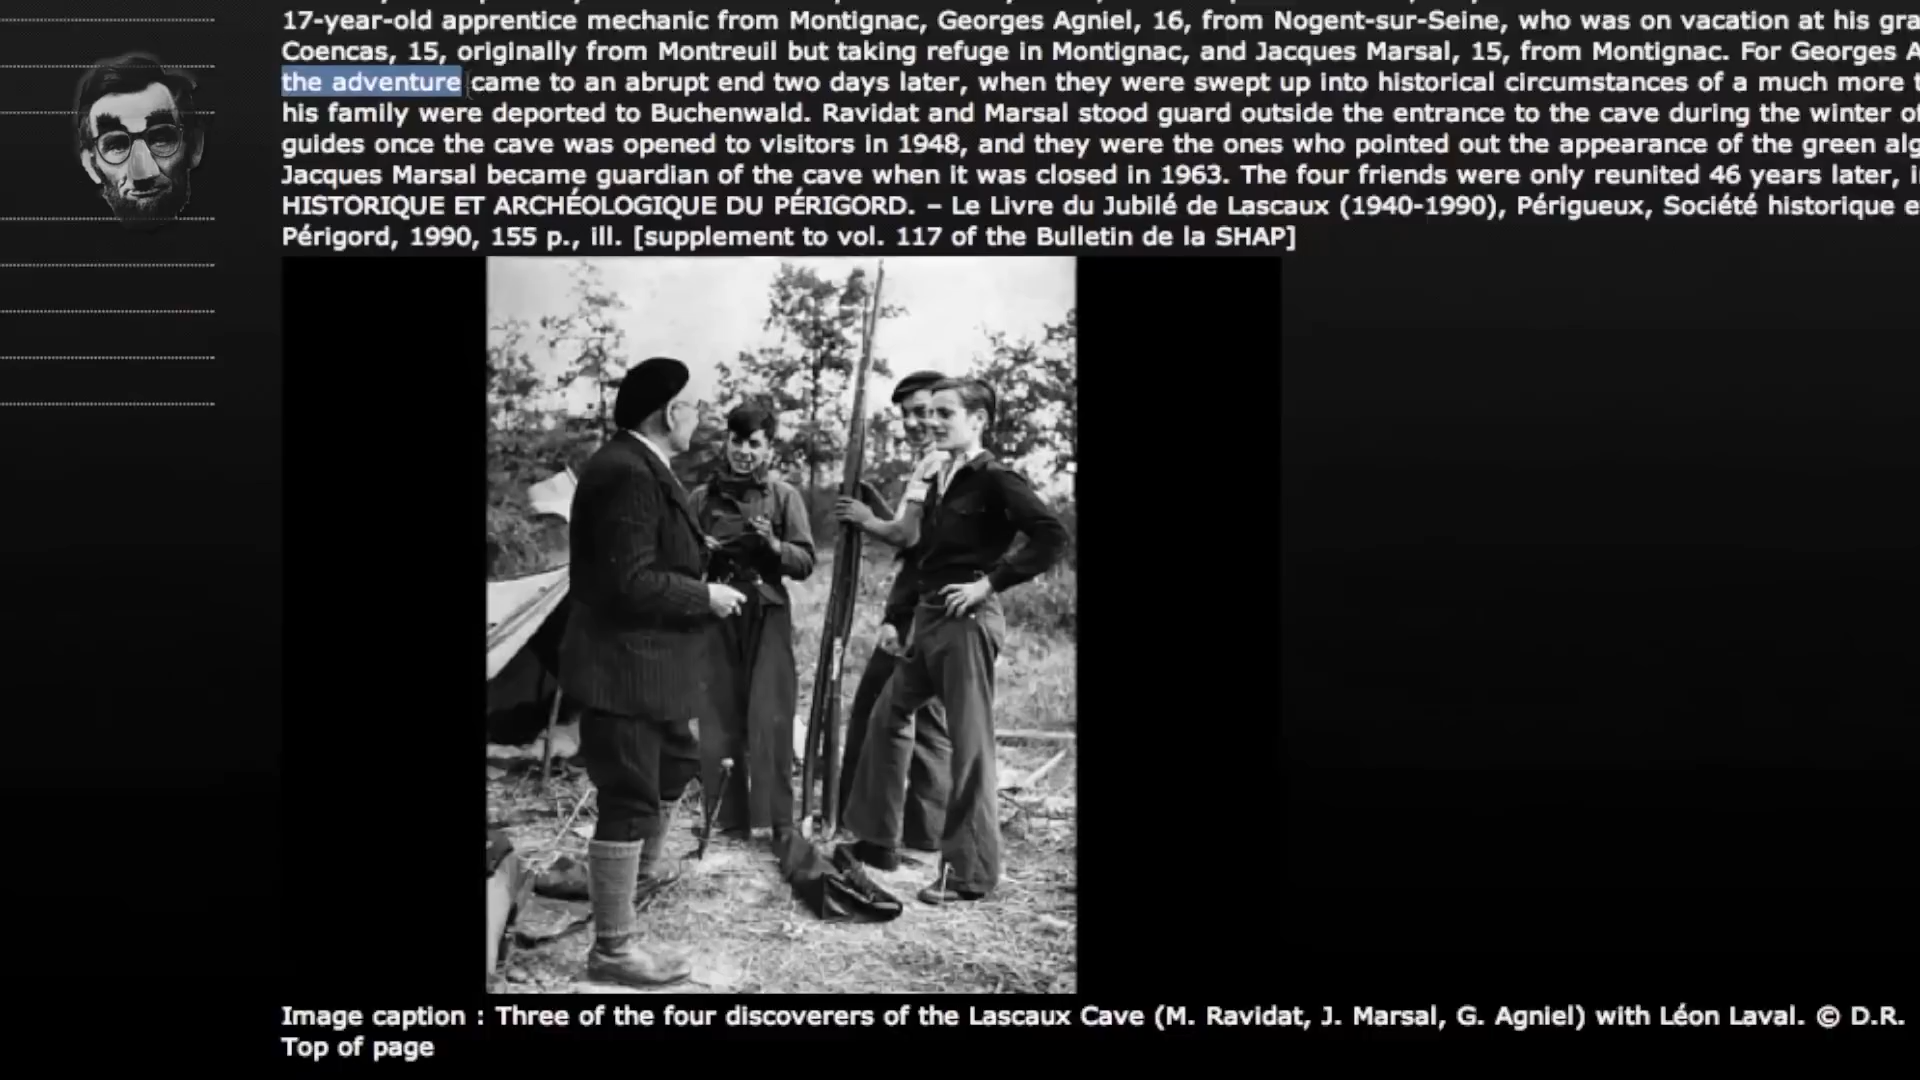 17-year-old apprentice mechanic from Montignac, Georges Agniel, 16, from Nogent-sur-Seine, who was on vacation at his
Coencas, 15, originally from Montreuil but taking refuge in Montignac, and Jacques Marsal, 15, from Montignac. For Georges
the adventure came to an abrupt end two days later, when they were swept up into historical circumstances of a much more
his family were deported to Buchenwald. Ravidat and Marsal stood guard outside the entrance to the cave during the winter
guides once the cave was opened to visitors in 1948, and they were the ones who pointed out the appearance of the green
Jacques Marsal became guardian of the cave when it was closed in 1963. The four friends were only reunited 46 years later,
HISTORIQUE ET ARCHÉOLOGIQUE DU PÉRIGORD. – Le Livre du Jubilé de Lascaux (1940-1990), Périgueux, Société historique
Périgord, 1990, 155 p., ill. [supplement to vol. 117 of the Bulletin de la SHAP]
Image caption : Three of the four discoverers of the Lascaux Cave (M. Ravidat, J. Marsal, G. Agniel) with Léon Laval. © D.R.
Top of page